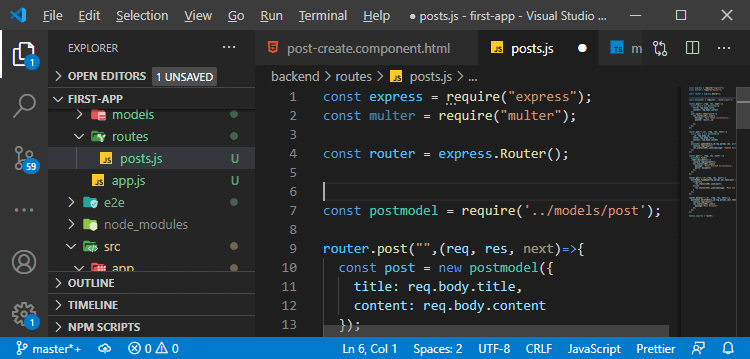 File Edit Selection View Go Run Terminal Help ● posts.js - first-app - Visual Studio ...
EXPLORER ...
OPEN EDITORS 1 UNSAVED
FIRST-APP
models
routes
JS posts.js U
JS app.js U
e2e
node_modules
src
app
OUTLINE
TIMELINE
NPM SCRIPTS
1
59
1
post-create.component.html
JS posts.js ●
TS m
...
backend > routes > JS posts.js > ...
1 const express = require("express");
2 const multer = require("multer");
3
4 const router = express.Router();
5
6
7 const postmodel = require('../models/post');
8
9 router.post("",(req, res, next)=>{
10 const post = new postmodel({
11 title: req.body.title,
12 content: req.body.content
13 });
master*+ 0 0 Ln 6, Col 1 Spaces: 2 UTF-8 CRLF JavaScript Prettier